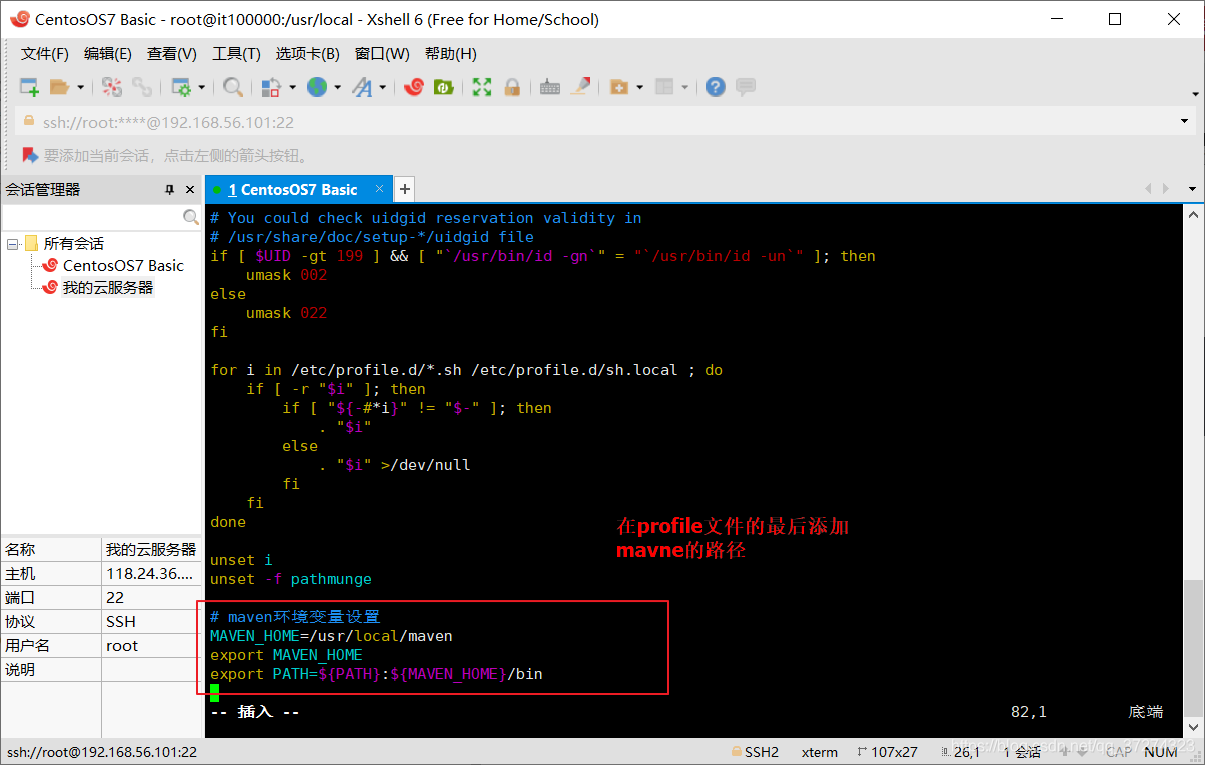 CentosOS7 Basic - root@it100000:/usr/local - Xshell 6 (Free for Home/School)
文件(F) 编辑(E) 查看(V) 工具(T) 选项卡(B) 窗口(W) 帮助(H)
ssh://root:****@192.168.56.101:22
要添加当前会话，点击左侧的箭头按钮。
会话管理器
所有会话
CentosOS7 Basic
我的云服务器
名称 我的云服务器
主机 118.24.36....
端口 22
协议 SSH
用户名 root
说明
1 CentosOS7 Basic
# You could check uidgid reservation validity in
# /usr/share/doc/setup-*/uidgid file
if [ $UID -gt 199 ] && [ "`/usr/bin/id -gn`" = "`/usr/bin/id -un`" ]; then
    umask 002
else
    umask 022
fi
for i in /etc/profile.d/*.sh /etc/profile.d/sh.local ; do
    if [ -r "$i" ]; then
        if [ "${-#*i}" != "$-" ]; then
            . "$i"
        else
            . "$i" >/dev/null
        fi
    fi
done
在profile文件的最后添加
mavne的路径
unset i
unset -f pathmunge
# maven环境变量设置
MAVEN_HOME=/usr/local/maven
export MAVEN_HOME
export PATH=${PATH}:${MAVEN_HOME}/bin
-- 插入 -- 82,1 底端
ssh://root@192.168.56.101:22 SSH2 xterm 107x27 26,1 1 会话 CAP NUM